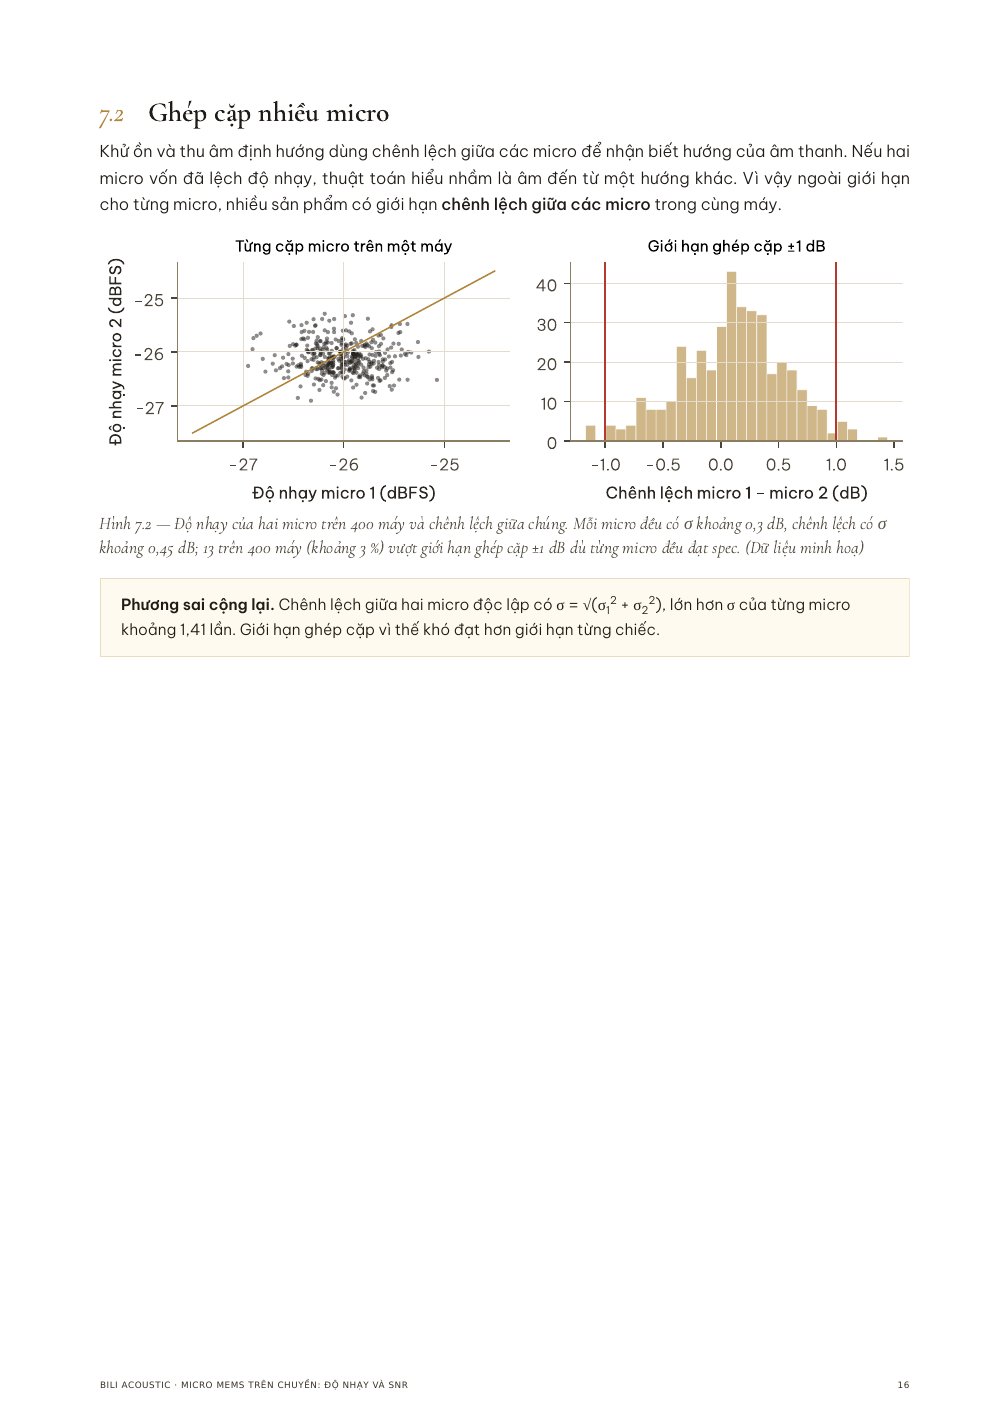 7.2 Ghép cặp nhiều micro
Khử ồn và thu âm định hướng dùng chênh lệch giữa các micro để nhận biết hướng của âm thanh. Nếu hai
micro vốn đã lệch độ nhạy, thuật toán hiểu nhầm là âm đến từ một hướng khác. Vì vậy ngoài giới hạn
cho từng micro, nhiều sản phẩm có giới hạn chênh lệch giữa các micro trong cùng máy.
Từng cặp micro trên một máy
Độ nhạy micro 2 (dBFS)
−25
−26
−27
−27 −26 −25
Độ nhạy micro 1 (dBFS)
Giới hạn ghép cặp ±1 dB
40
30
20
10
0
−1.0 −0.5 0.0 0.5 1.0 1.5
Chênh lệch micro 1 − micro 2 (dB)
Hình 7.2 — Độ nhạy của hai micro trên 400 máy và chênh lệch giữa chúng. Mỗi micro đều có σ khoảng 0,3 dB, chênh lệch có σ
khoảng 0,45 dB; 13 trên 400 máy (khoảng 3 %) vượt giới hạn ghép cặp ±1 dB dù từng micro đều đạt spec. (Dữ liệu minh hoạ)
Phương sai cộng lại. Chênh lệch giữa hai micro độc lập có σ = √(σ₁² + σ₂²), lớn hơn σ của từng micro
khoảng 1,41 lần. Giới hạn ghép cặp vì thế khó đạt hơn giới hạn từng chiếc.
BILI ACOUSTIC · MICRO MEMS TRÊN CHUYỀN: ĐỘ NHẠY VÀ SNR 16